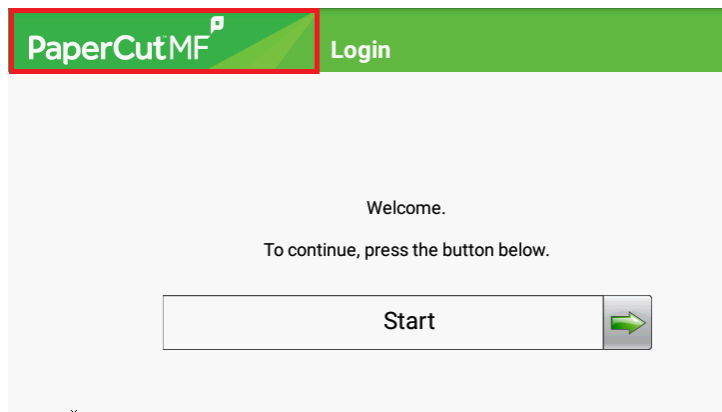 PaperCut MF
Login
Welcome.
To continue, press the button below.
Start